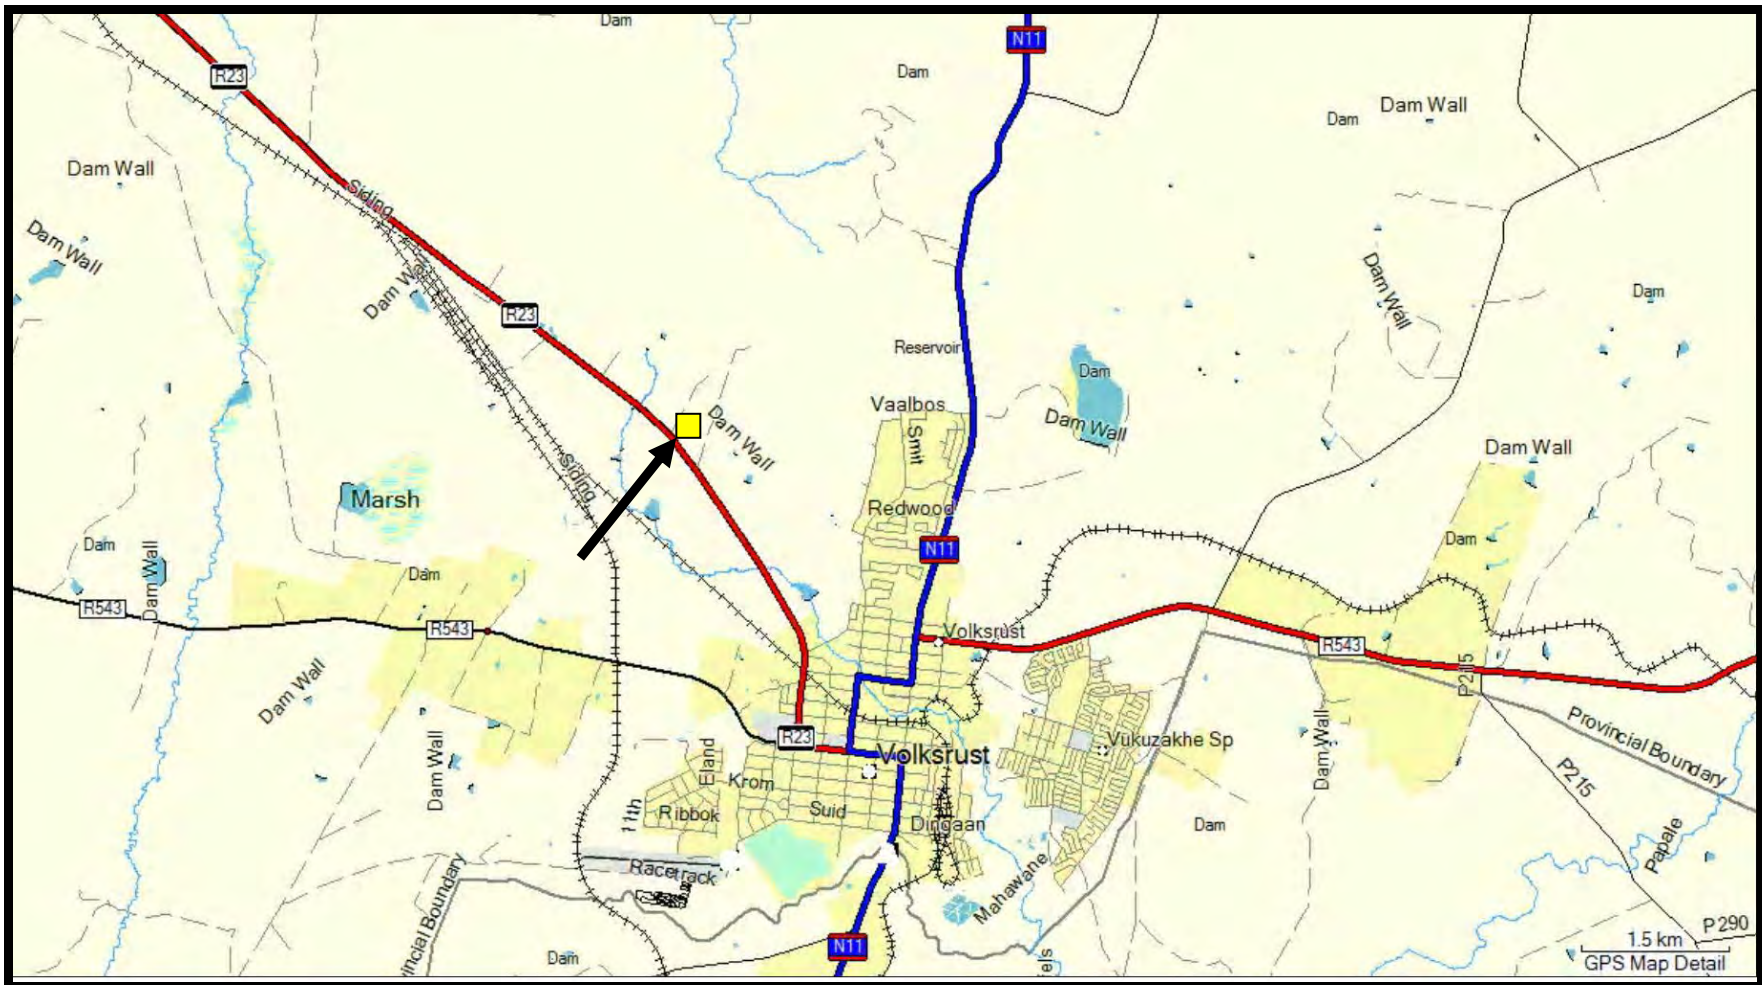 Dam
N11
R23
Dam
Dam Wall
Dam
Dam Wall
Siding
Dam Wall
Dam Wall
Dam Wall
Dam
R23
Reservoir
Dam
Vaalbos
Smit
Dam Wall
Dam Wall
Dam Wall
Siding
Marsh
Redwood
Dam
Dam Wall
N11
Dam
Dam
R543
R543
Volksrust
R543
P215
Dam Wall
Provincial Boundary
R23
Volksrust
Vukuzakhe Sp
Dam Wall
Dam Wall
Eland
Krom
P215
11th
Ribbok
Suid
Dingaan
Dam
Papale
Racetrack
Mahawane
vincial Boundary
P 290
N11
Dam
els
1.5 km
GPS Map Detail